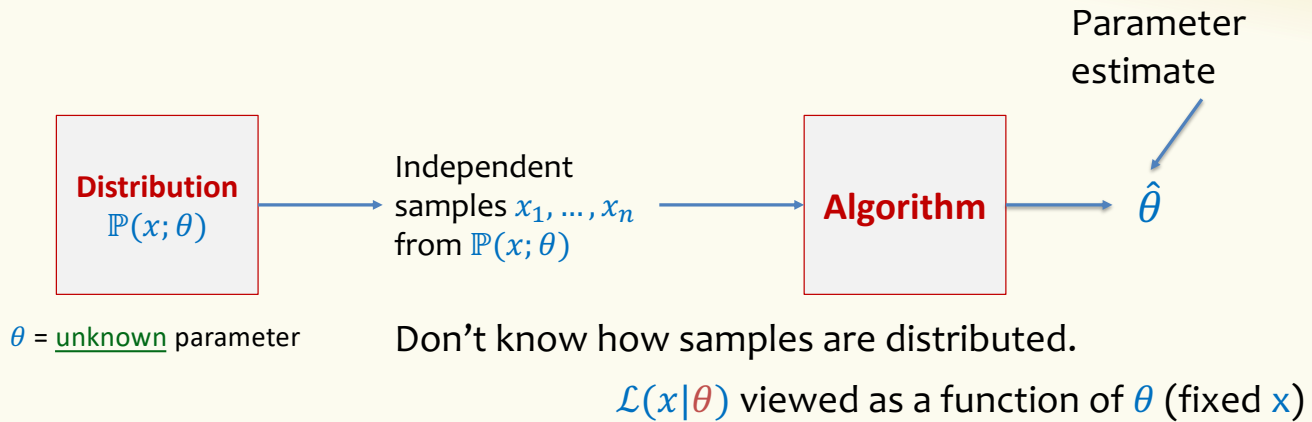 Parameter
estimate
Distribution
ℙ(x; θ)
Independent
samples x₁, …, xₙ
from ℙ(x; θ)
Algorithm
θ̂
θ = unknown parameter
Don’t know how samples are distributed.
ℒ(x|θ) viewed as a function of θ (fixed x)